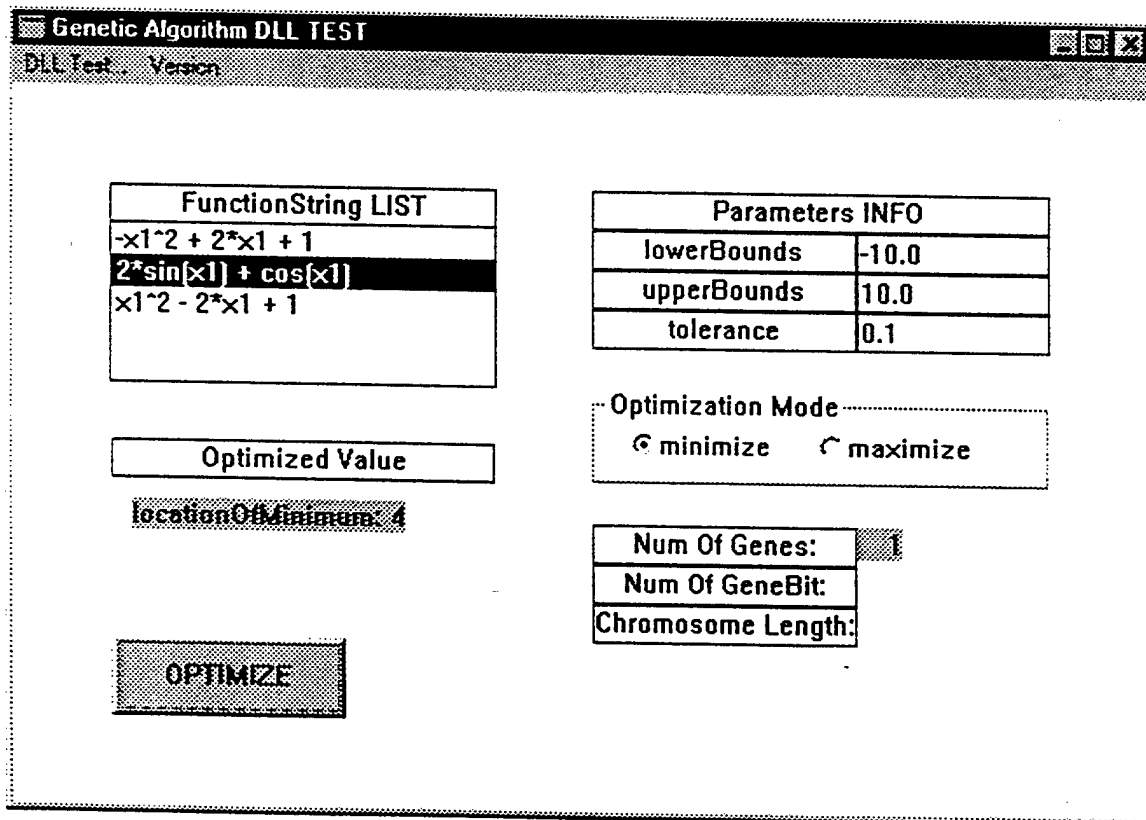 Genetic Algorithm DLL TEST
DLL Test.. Version
FunctionString LIST
-x1^2 + 2*x1 + 1
2*sin(x1) + cos(x1)
x1^2 - 2*x1 + 1
Parameters INFO
lowerBounds -10.0
upperBounds 10.0
tolerance 0.1
Optimization Mode
minimize maximize
Optimized Value
locationOfMinimum: 4
Num Of Genes: 1
Num Of GeneBit:
Chromosome Length:
OPTIMIZE